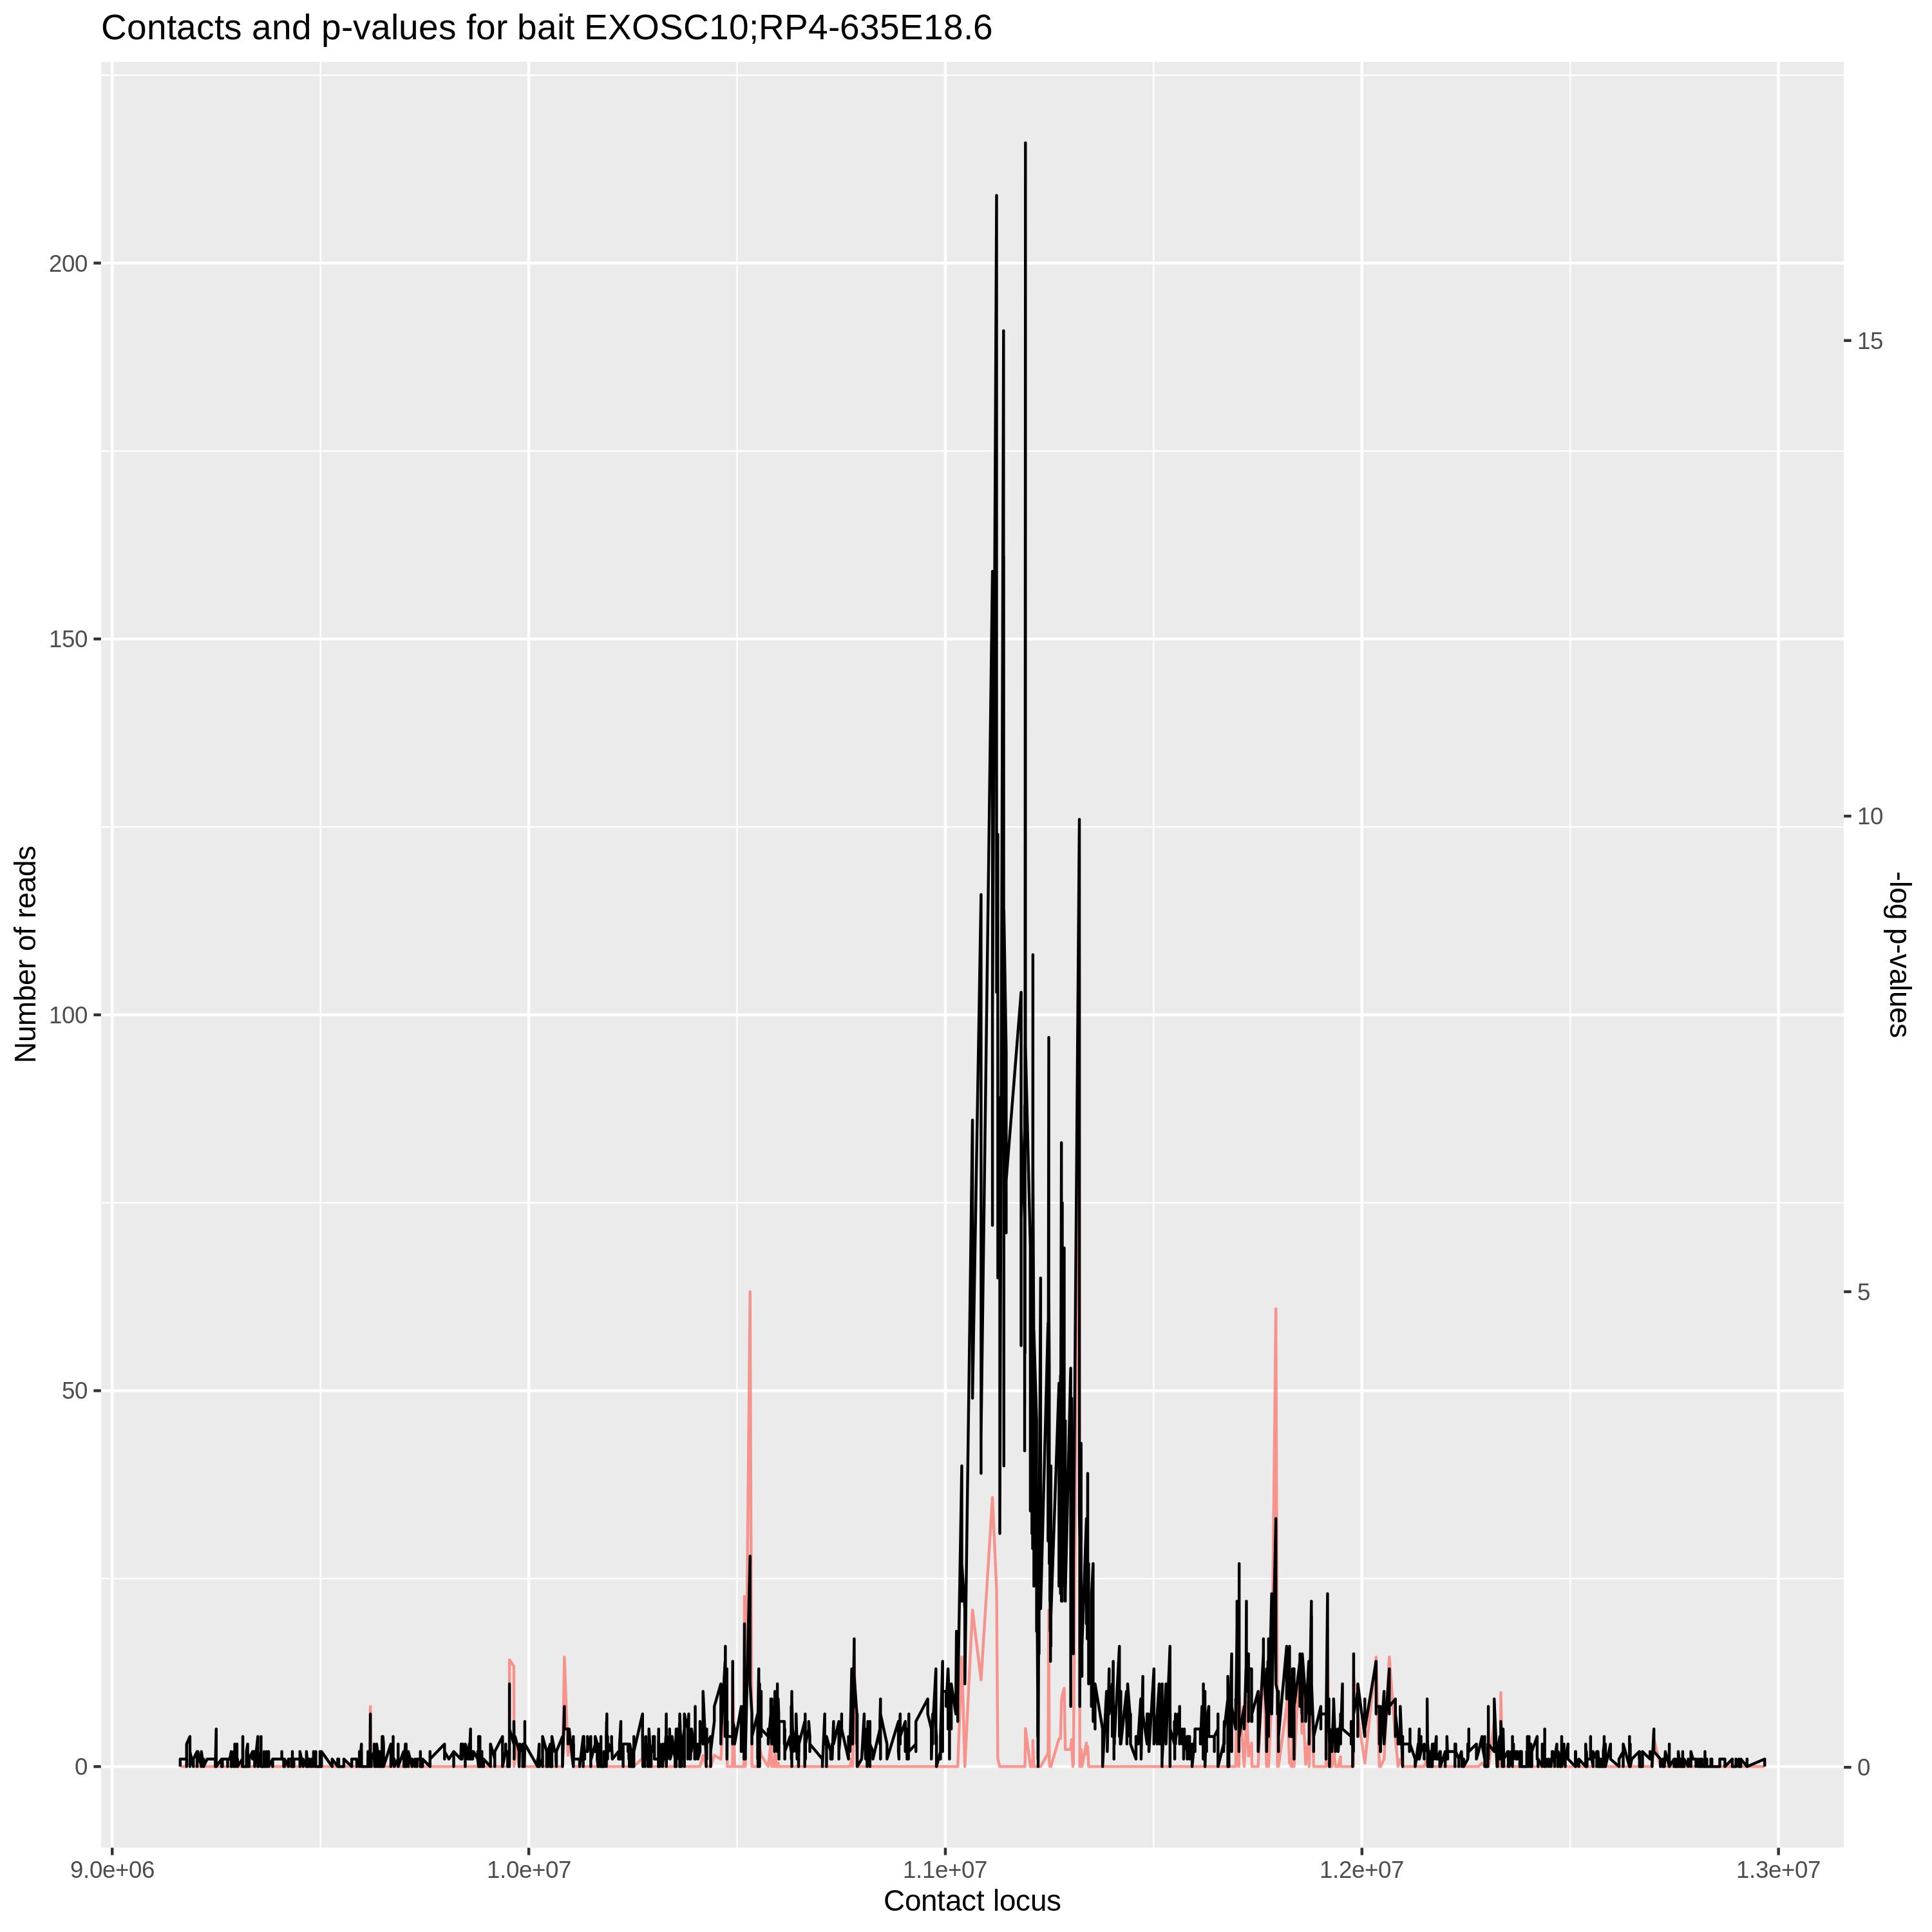 Contacts and p-values for bait EXOSC10;RP4-635E18.6
200
150
100
50
0
Number of reads
15
10
5
0
-log p-values
9.0e+06
1.0e+07
1.1e+07
1.2e+07
1.3e+07
Contact locus